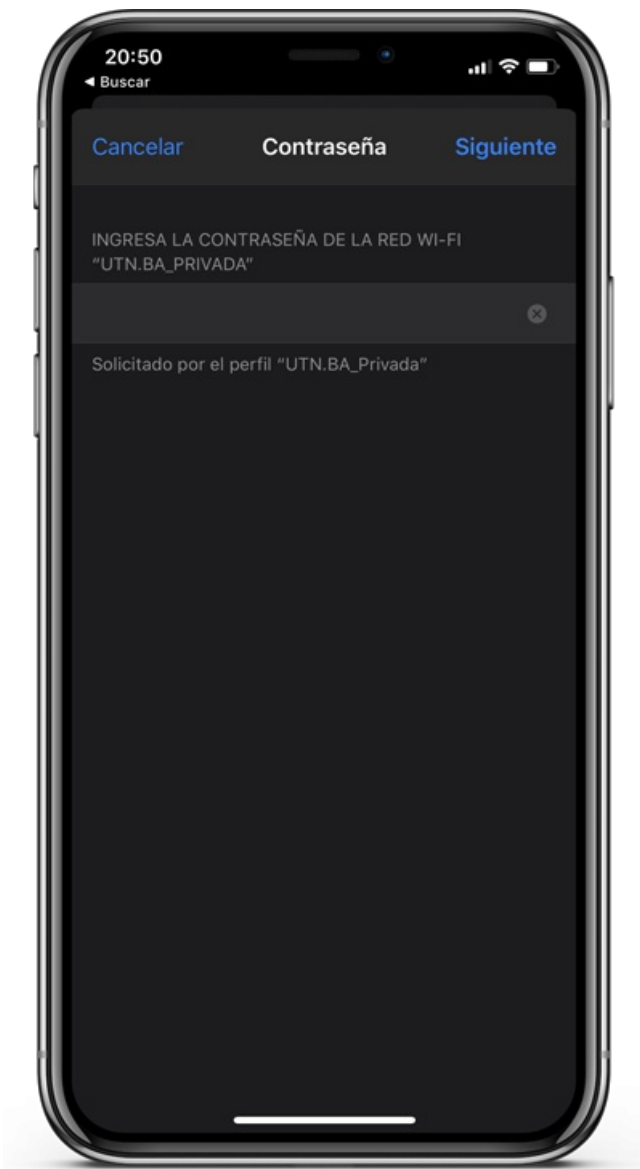 20:50
◀ Buscar
Cancelar Contraseña Siguiente
INGRESA LA CONTRASEÑA DE LA RED WI-FI
“UTN.BA_PRIVADA”
Solicitado por el perfil “UTN.BA_Privada”